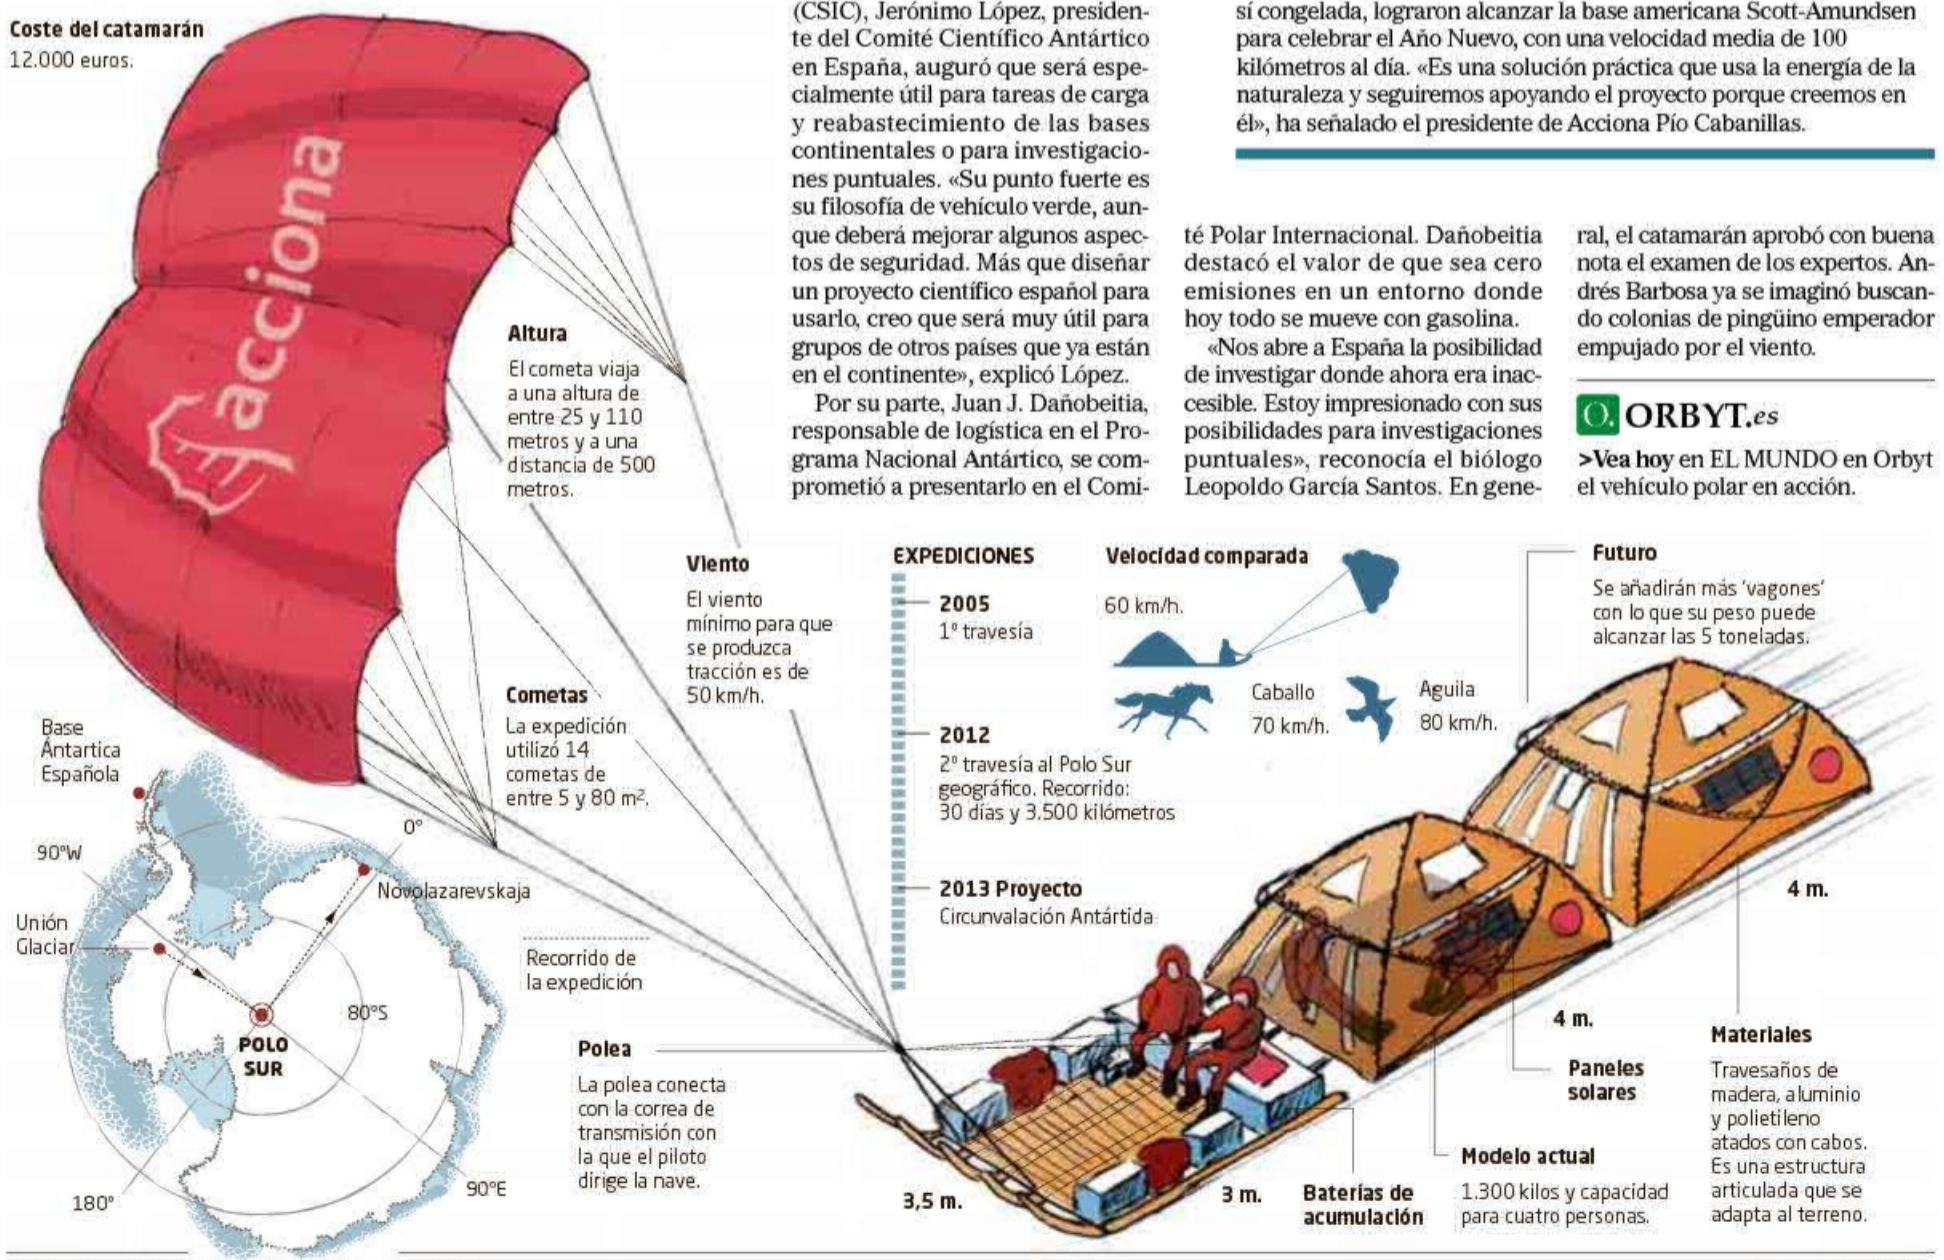 Coste del catamarán
12.000 euros.
acciona
(CSIC), Jerónimo López, presiden-
te del Comité Científico Antártico
en España, auguró que será espe-
cialmente útil para tareas de carga
y reabastecimiento de las bases
continentales o para investigacio-
nes puntuales. «Su punto fuerte es
su filosofía de vehículo verde, aun-
que deberá mejorar algunos aspec-
tos de seguridad. Más que diseñar
un proyecto científico español para
usarlo, creo que será muy útil para
grupos de otros países que ya están
en el continente», explicó López.
Por su parte, Juan J. Dañobeitia,
responsable de logística en el Pro-
grama Nacional Antártico, se com-
prometió a presentarlo en el Comi-
sí congelada, lograron alcanzar la base americana Scott-Amundsen
para celebrar el Año Nuevo, con una velocidad media de 100
kilómetros al día. «Es una solución práctica que usa la energía de la
naturaleza y seguiremos apoyando el proyecto porque creemos en
él», ha señalado el presidente de Acciona Pío Cabanillas.
té Polar Internacional. Dañobeitia
destacó el valor de que sea cero
emisiones en un entorno donde
hoy todo se mueve con gasolina.
«Nos abre a España la posibilidad
de investigar donde ahora era inac-
cesible. Estoy impresionado con sus
posibilidades para investigaciones
puntuales», reconocía el biólogo
Leopoldo García Santos. En gene-
ral, el catamarán aprobó con buena
nota el examen de los expertos. An-
drés Barbosa ya se imaginó buscan-
do colonias de pingüino emperador
empujado por el viento.
O. ORBYT.es
>Vea hoy en EL MUNDO en Orbyt
el vehículo polar en acción.
Altura
El cometa viaja
a una altura de
entre 25 y 110
metros y a una
distancia de 500
metros.
Viento
El viento
mínimo para que
se produzca
tracción es de
50 km/h.
Cometas
La expedición
utilizó 14
cometas de
entre 5 y 80 m².
EXPEDICIONES
2005
1º travesía
2012
2º travesía al Polo Sur
geográfico. Recorrido:
30 días y 3.500 kilómetros
2013 Proyecto
Circunvalación Antártida
Velocidad comparada
60 km/h.
Caballo
70 km/h.
Aguila
80 km/h.
Futuro
Se añadirán más ‘vagones’
con lo que su peso puede
alcanzar las 5 toneladas.
Base
Ántartica
Española
90ºW
0º
Novolazarevskaja
Unión
Glaciar
80ºS
POLO
SUR
180º
90ºE
Recorrido de
la expedición
Polea
La polea conecta
con la correa de
transmisión con
la que el piloto
dirige la nave.
3,5 m.
3 m.
4 m.
4 m.
Baterías de
acumulación
Modelo actual
1.300 kilos y capacidad
para cuatro personas.
Paneles
solares
Materiales
Travesaños de
madera, aluminio
y polietileno
atados con cabos.
Es una estructura
articulada que se
adapta al terreno.